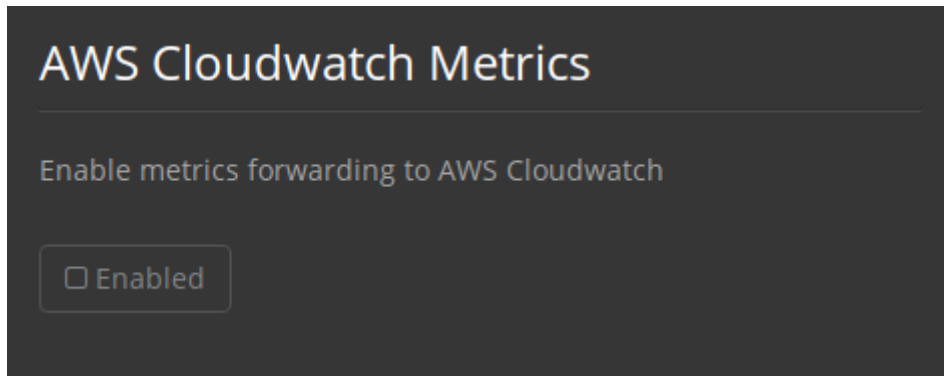 AWS Cloudwatch Metrics
Enable metrics forwarding to AWS Cloudwatch
Enabled